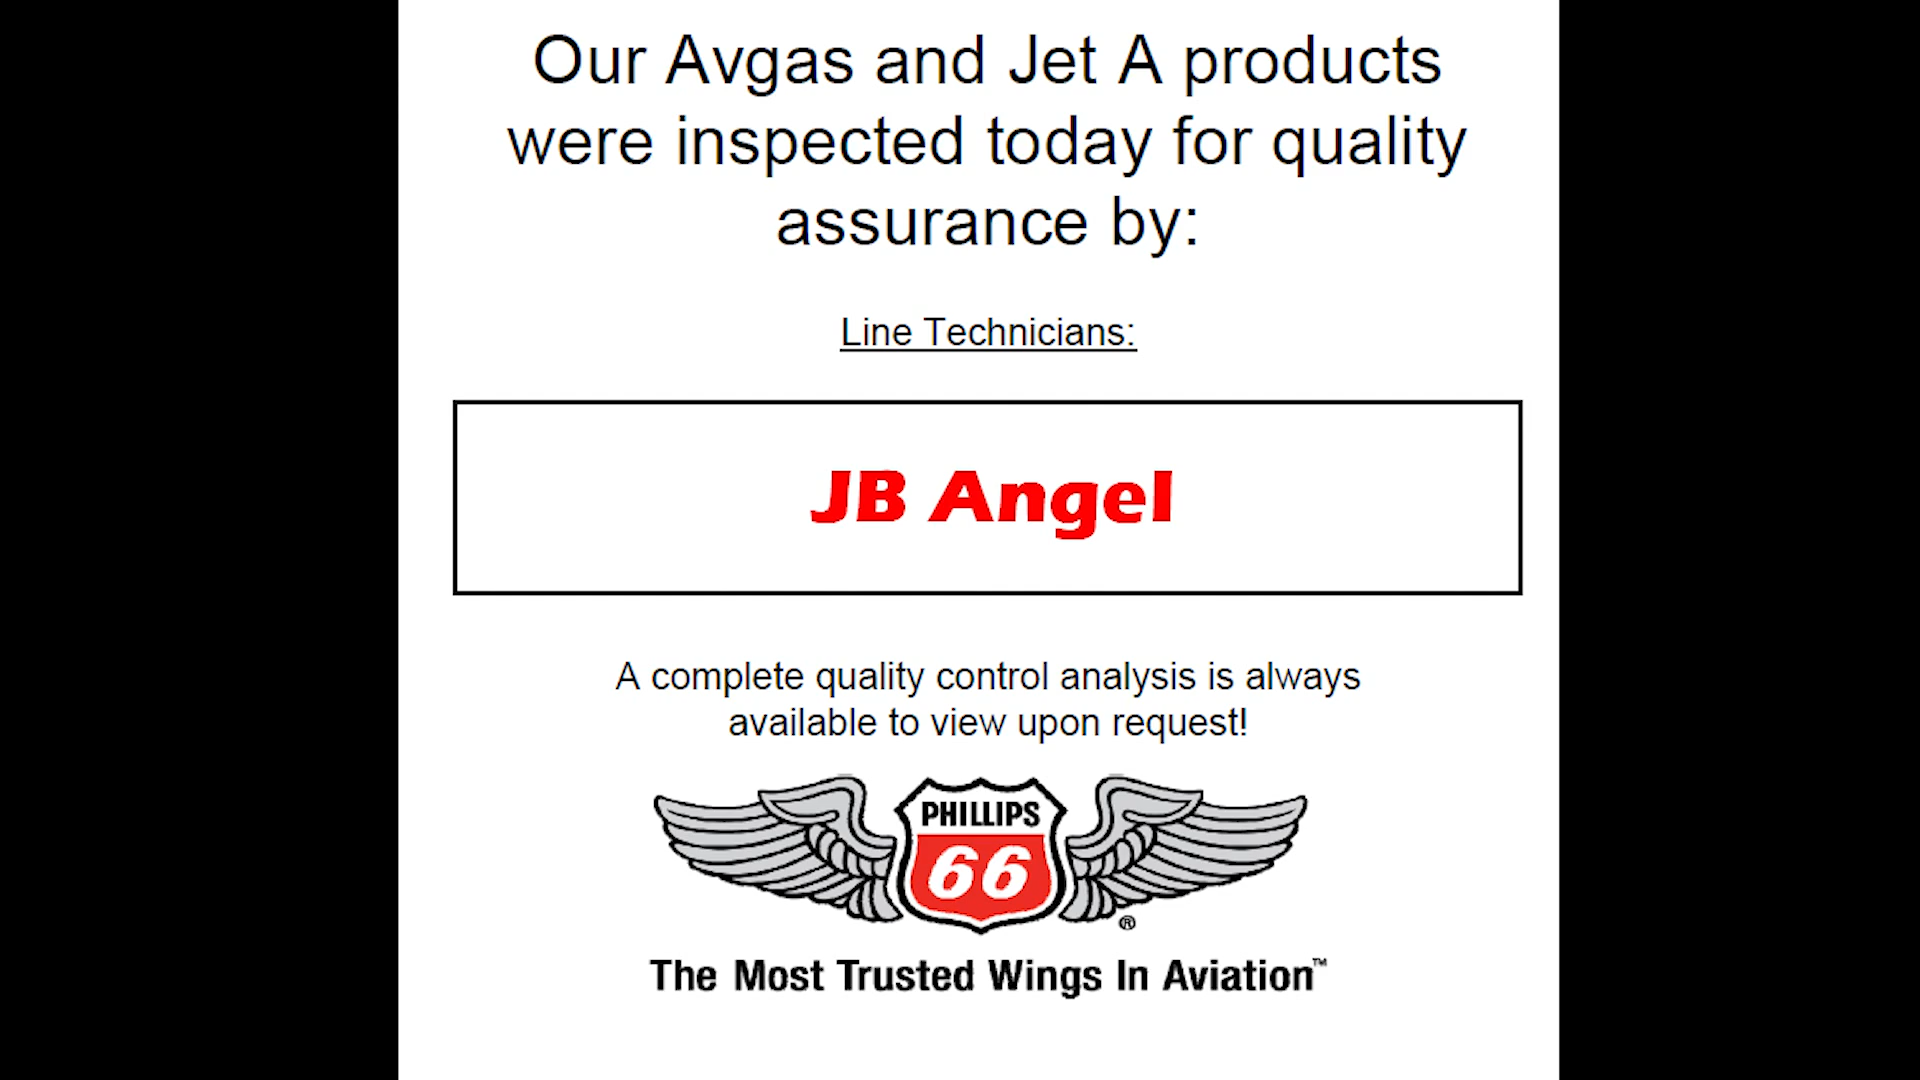 Our Avgas and Jet A products
were inspected today for quality
assurance by:
Line Technicians:
JB Angel
A complete quality control analysis is always
available to view upon request!
PHILLIPS
66
®
The Most Trusted Wings In Aviation™